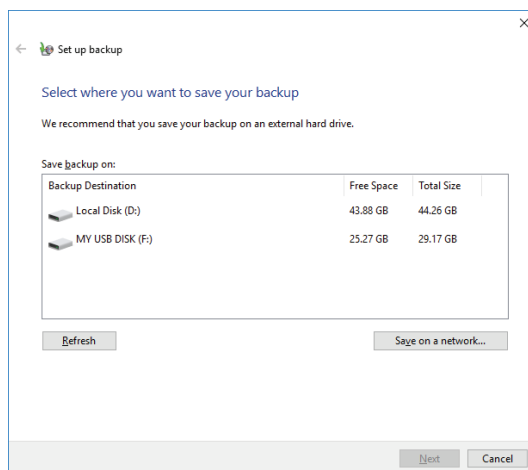 Set up backup
Select where you want to save your backup
We recommend that you save your backup on an external hard drive.
Save backup on:
Backup Destination Free Space Total Size
Local Disk (D:) 43.88 GB 44.26 GB
MY USB DISK (F:) 25.27 GB 29.17 GB
Refresh Save on a network...
Next Cancel